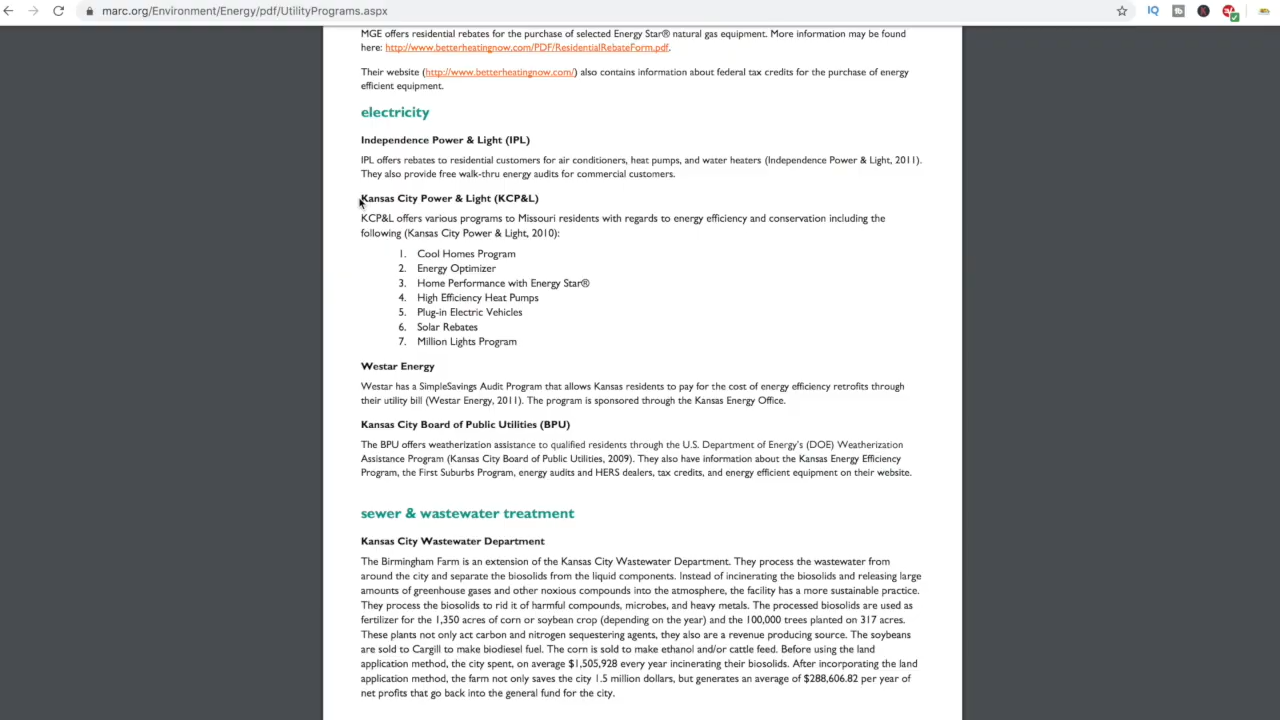 marc.org/Environment/Energy/pdf/UtilityPrograms.aspx
MGE offers residential rebates for the purchase of selected Energy Star® natural gas equipment. More information may be found
here: http://www.betterheatingnow.com/PDF/ResidentialRebateForm.pdf.
Their website (http://www.betterheatingnow.com/) also contains information about federal tax credits for the purchase of energy
efficient equipment.
electricity
Independence Power & Light (IPL)
IPL offers rebates to residential customers for air conditioners, heat pumps, and water heaters (Independence Power & Light, 2011).
They also provide free walk-thru energy audits for commercial customers.
Kansas City Power & Light (KCP&L)
KCP&L offers various programs to Missouri residents with regards to energy efficiency and conservation including the
following (Kansas City Power & Light, 2010):
1. Cool Homes Program
2. Energy Optimizer
3. Home Performance with Energy Star®
4. High Efficiency Heat Pumps
5. Plug-in Electric Vehicles
6. Solar Rebates
7. Million Lights Program
Westar Energy
Westar has a SimpleSavings Audit Program that allows Kansas residents to pay for the cost of energy efficiency retrofits through
their utility bill (Westar Energy, 2011). The program is sponsored through the Kansas Energy Office.
Kansas City Board of Public Utilities (BPU)
The BPU offers weatherization assistance to qualified residents through the U.S. Department of Energy's (DOE) Weatherization
Assistance Program (Kansas City Board of Public Utilities, 2009). They also have information about the Kansas Energy Efficiency
Program, the First Suburbs Program, energy audits and HERS dealers, tax credits, and energy efficient equipment on their website.
sewer & wastewater treatment
Kansas City Wastewater Department
The Birmingham Farm is an extension of the Kansas City Wastewater Department. They process the wastewater from
around the city and separate the biosolids from the liquid components. Instead of incinerating the biosolids and releasing large
amounts of greenhouse gases and other noxious compounds into the atmosphere, the facility has a more sustainable practice.
They process the biosolids to rid it of harmful compounds, microbes, and heavy metals. The processed biosolids are used as
fertilizer for the 1,350 acres of corn or soybean crop (depending on the year) and the 100,000 trees planted on 317 acres.
These plants not only act carbon and nitrogen sequestering agents, they also are a revenue producing source. The soybeans
are sold to Cargill to make biodiesel fuel. The corn is sold to make ethanol and/or cattle feed. Before using the land
application method, the city spent, on average $1,505,928 every year incinerating their biosolids. After incorporating the land
application method, the farm not only saves the city 1.5 million dollars, but generates an average of $288,606.82 per year of
net profits that go back into the general fund for the city.